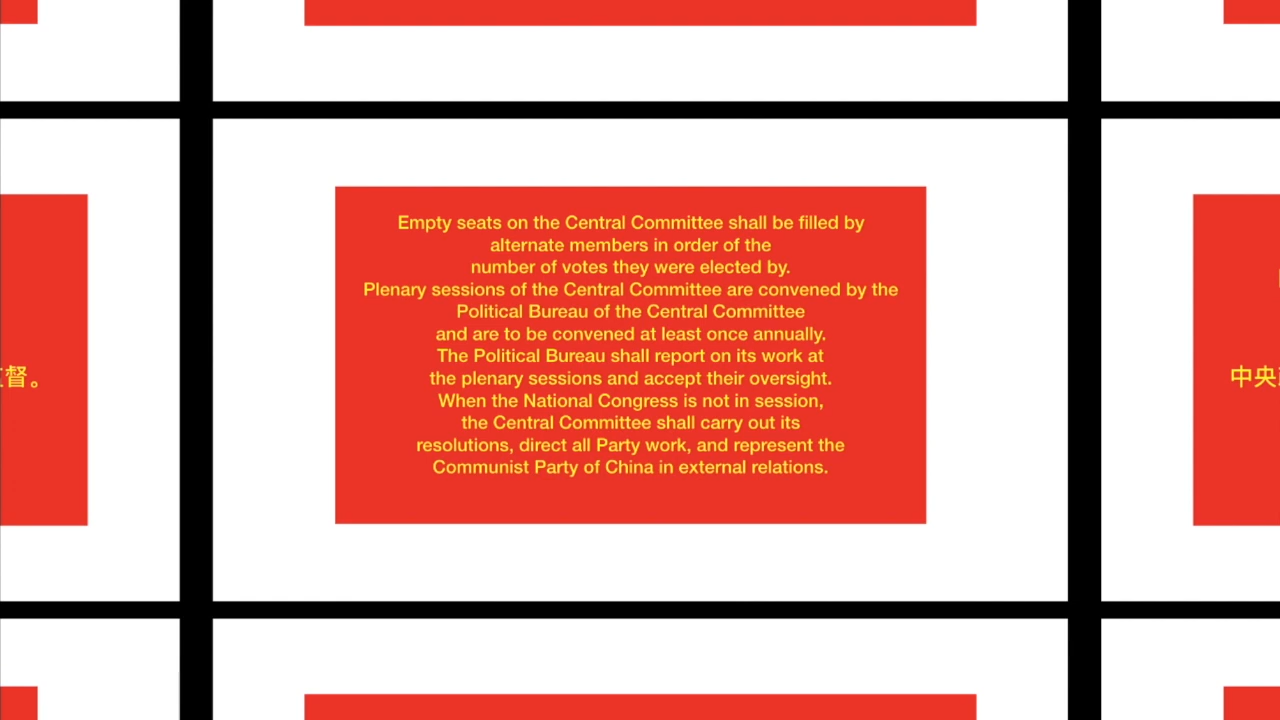 Empty seats on the Central Committee shall be filled by
alternate members in order of the
number of votes they were elected by.
Plenary sessions of the Central Committee are convened by the
Political Bureau of the Central Committee
and are to be convened at least once annually.
The Political Bureau shall report on its work at
the plenary sessions and accept their oversight.
When the National Congress is not in session,
the Central Committee shall carry out its
resolutions, direct all Party work, and represent the
Communist Party of China in external relations.
督。
中央